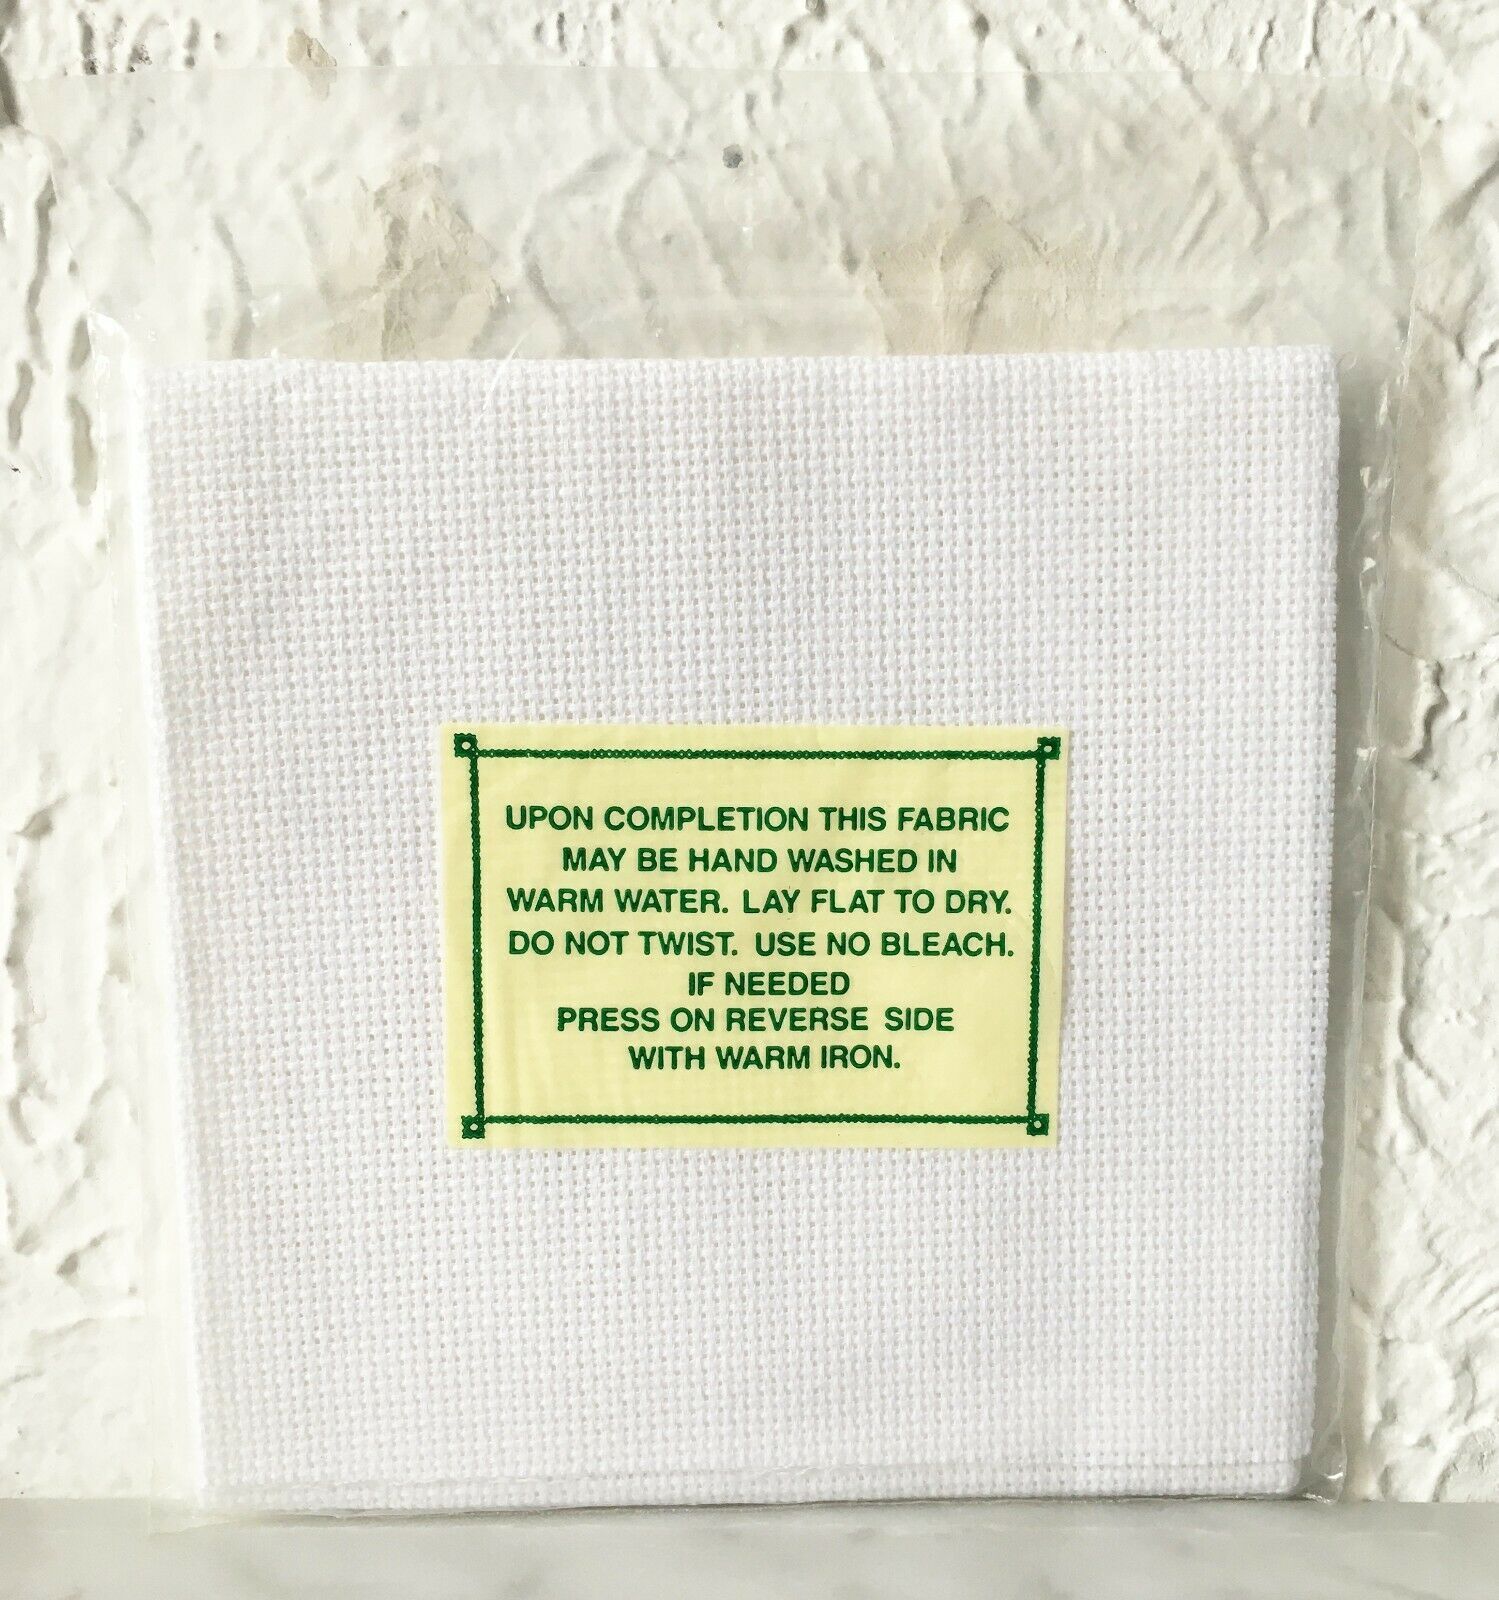 UPON COMPLETION THIS FABRIC
MAY BE HAND WASHED IN
WARM WATER. LAY FLAT TO DRY.
DO NOT TWIST. USE NO BLEACH.
IF NEEDED
PRESS ON REVERSE SIDE
WITH WARM IRON.